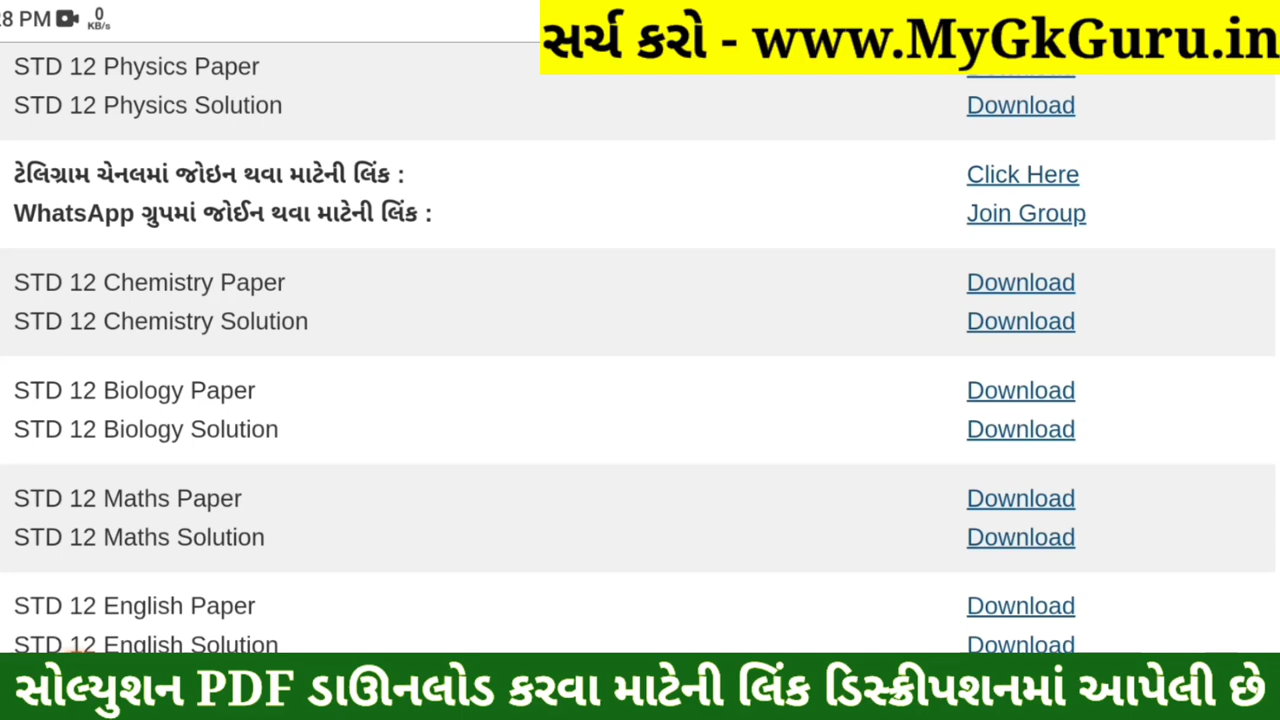 :28 PM 0 KB/s
સર્ચ કરો - www.MyGkGuru.in
STD 12 Physics Paper
STD 12 Physics Solution Download
ટેલિગ્રામ ચેનલમાં જોઇન થવા માટેની લિંક : Click Here
WhatsApp ગ્રુપમાં જોઈન થવા માટેની લિંક : Join Group
STD 12 Chemistry Paper Download
STD 12 Chemistry Solution Download
STD 12 Biology Paper Download
STD 12 Biology Solution Download
STD 12 Maths Paper Download
STD 12 Maths Solution Download
STD 12 English Paper Download
STD 12 English Solution Download
સોલ્યુશન PDF ડાઊનલોડ કરવા માટેની લિંક ડિસ્ક્રીપશનમાં આપેલી છે